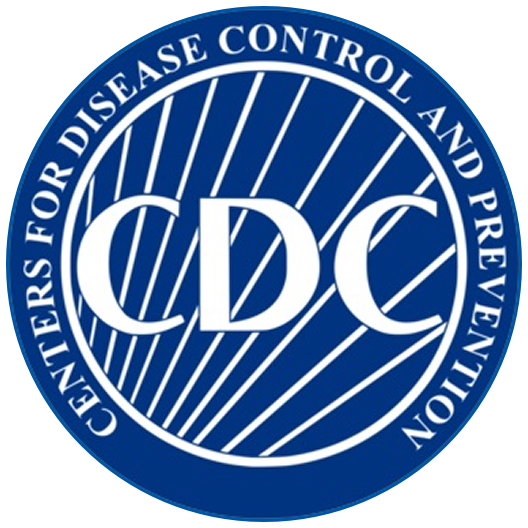 CENTERS FOR DISEASE CONTROL AND PREVENTION
CDC